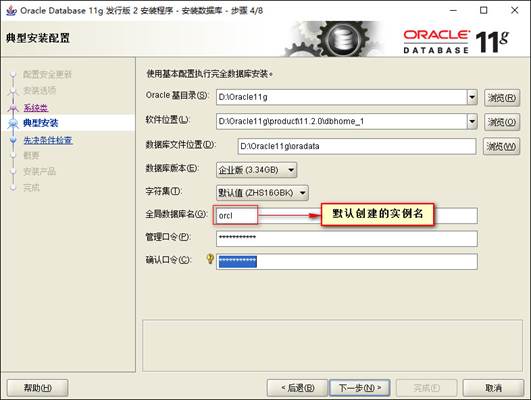 Oracle Database 11g 发行版 2 安装程序 - 安装数据库 - 步骤 4/8
典型安装配置
ORACLE 11g
DATABASE
配置安全更新
安装选项
系统类
典型安装
先决条件检查
概要
安装产品
完成
使用基本配置执行完全数据库安装。
Oracle 基目录(S): D:\Oracle11g 浏览(R)
软件位置(L): D:\Oracle11g\product\11.2.0\dbhome_1 浏览(O)
数据库文件位置(D): D:\Oracle11g\oradata 浏览(W)
数据库版本(E): 企业版 (3.34GB)
字符集(T): 默认值 (ZHS16GBK)
全局数据库名(G): orcl 默认创建的实例名
管理口令(P): ***********
确认口令(C): ***********
帮助(H) < 后退(B) 下一步(N) > 完成(F) 取消